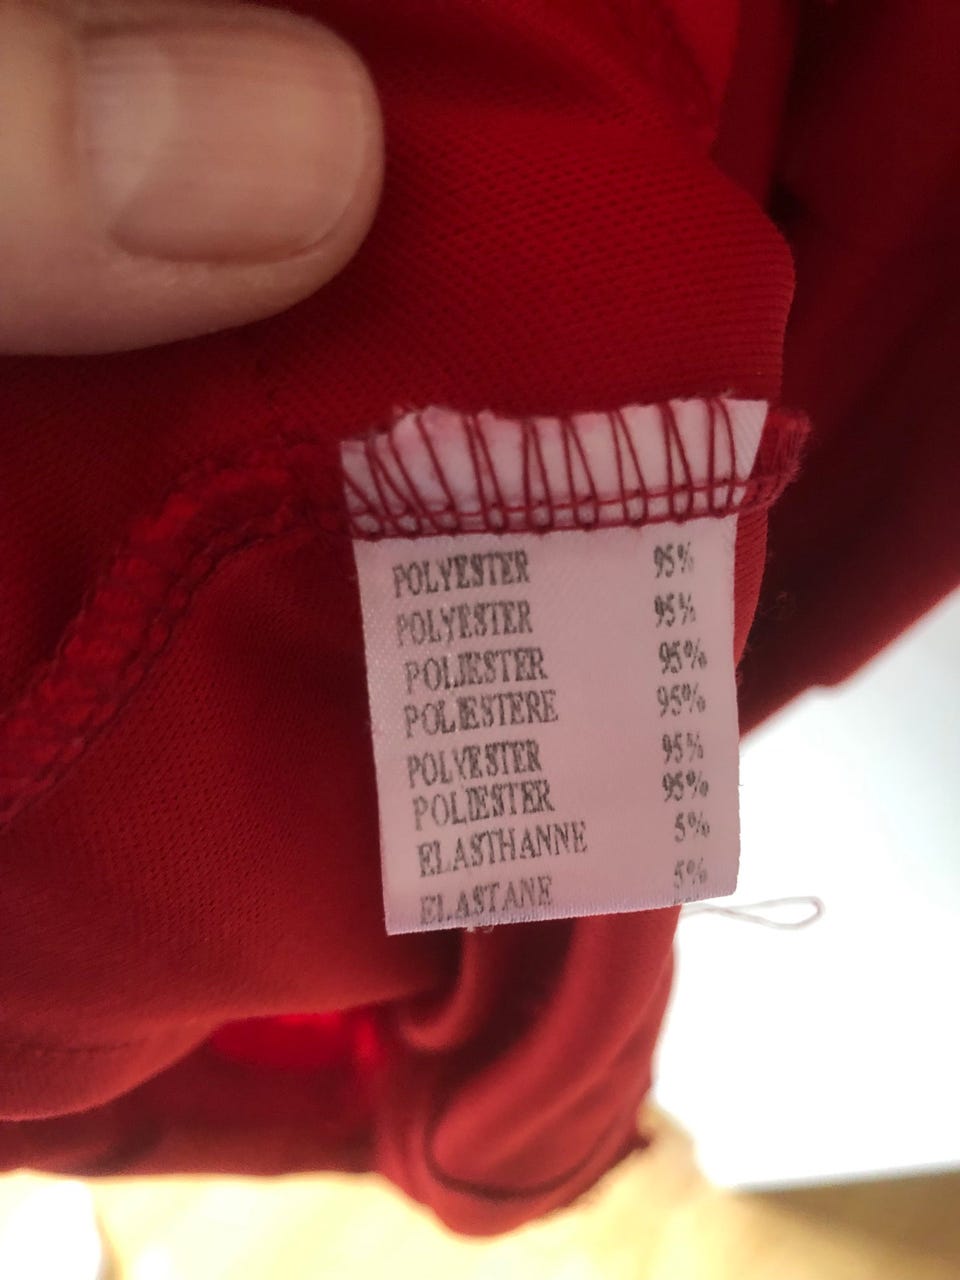 POLYESTER 95%
POLYESTER 95%
POLIESTER 95%
POLIESTERE 95%
POLYESTER 95%
POLIESTER 95%
ELASTHANNE 5%
ELASTANE 5%